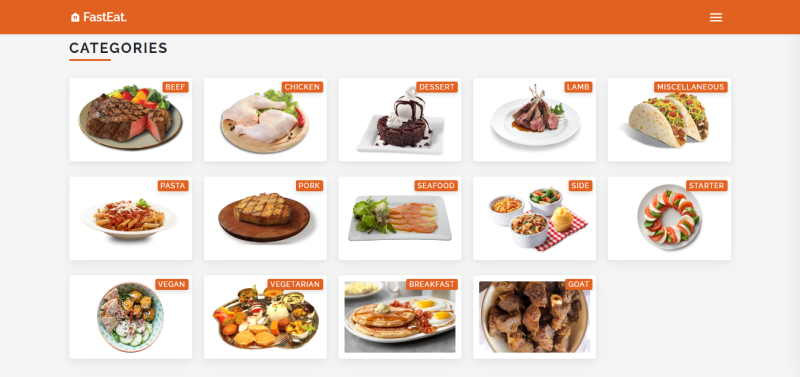 FastEat.
CATEGORIES
BEEF
CHICKEN
DESSERT
LAMB
MISCELLANEOUS
PASTA
PORK
SEAFOOD
SIDE
STARTER
VEGAN
VEGETARIAN
BREAKFAST
GOAT